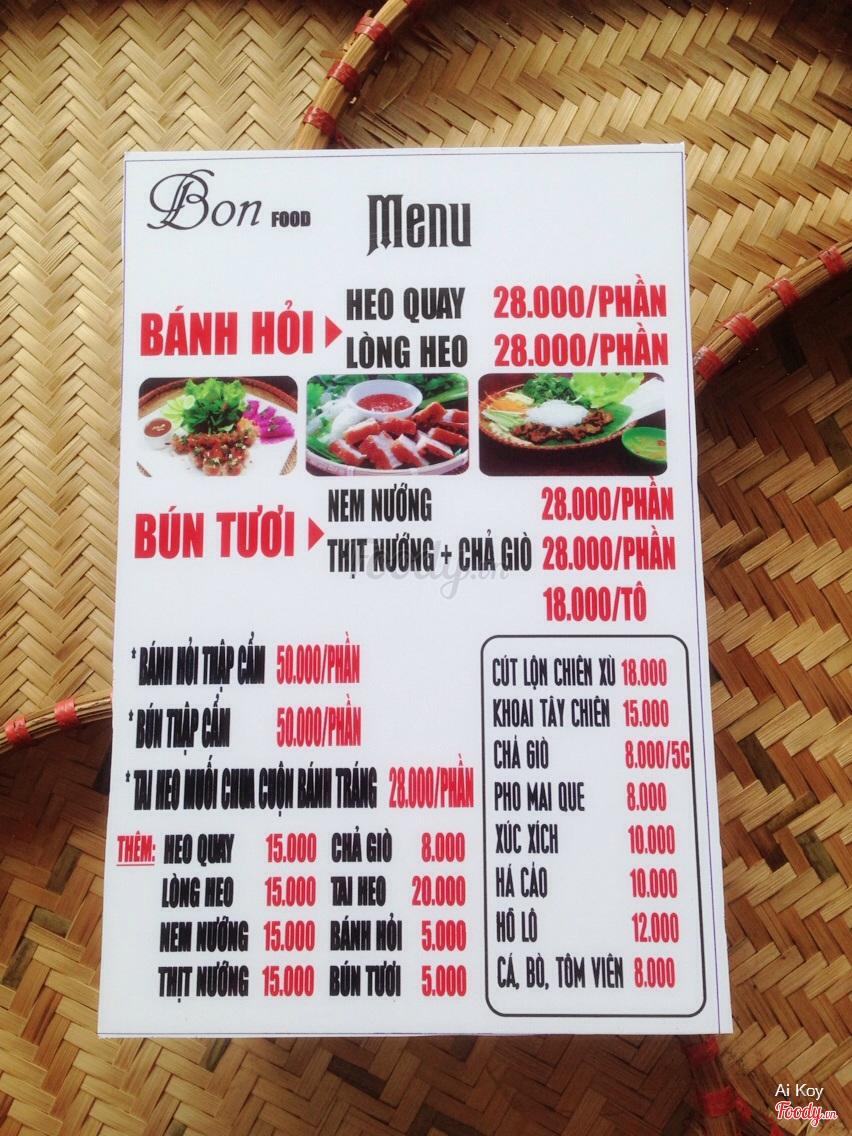 Bon FOOD
Menu
BÁNH HỎI
HEO QUAY 28.000/PHẦN
LÒNG HEO 28.000/PHẦN
BÚN TƯƠI
NEM NƯỚNG 28.000/PHẦN
THỊT NƯỚNG + CHẢ GIÒ 28.000/PHẦN
18.000/TÔ
* BÁNH HỎI THẬP CẨM 50.000/PHẦN
* BÚN THẬP CẨM 50.000/PHẦN
* TAI HEO MUỐI CHUA CUỘN BÁNH TRÁNG 28.000/PHẦN
THÊM: HEO QUAY 15.000 CHẢ GIÒ 8.000
LÒNG HEO 15.000 TAI HEO 20.000
NEM NƯỚNG 15.000 BÁNH HỎI 5.000
THỊT NƯỚNG 15.000 BÚN TƯƠI 5.000
CÚT LỘN CHIÊN XÙ 18.000
KHOAI TÂY CHIÊN 15.000
CHẢ GIÒ 8.000/5C
PHO MAI QUE 8.000
XÚC XÍCH 10.000
HÁ CẢO 10.000
HỒ LÔ 12.000
CÁ, BÒ, TÔM VIÊN 8.000
Foody.vn
Ai Koy
Foody.vn